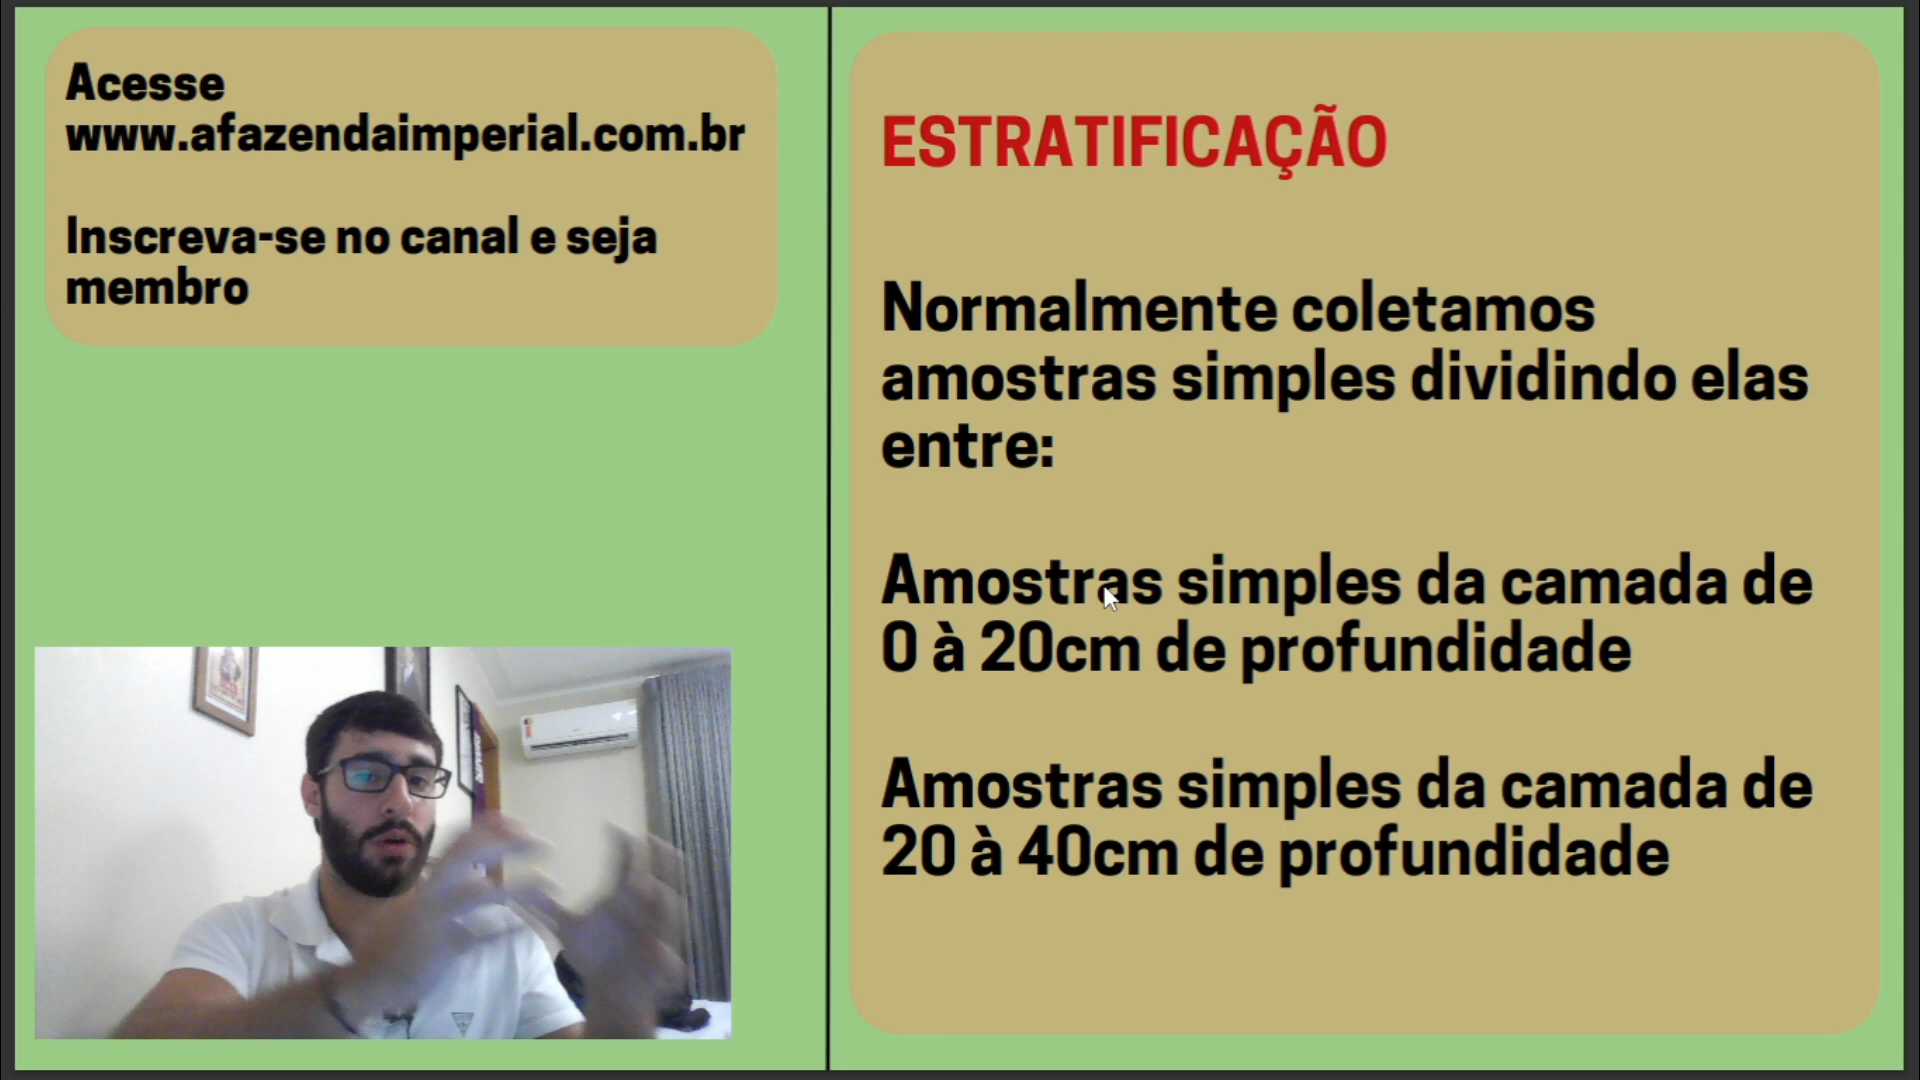 Acesse
www.afazendaimperial.com.br
Inscreva-se no canal e seja
membro
ESTRATIFICAÇÃO
Normalmente coletamos
amostras simples dividindo elas
entre:
Amostras simples da camada de
0 à 20cm de profundidade
Amostras simples da camada de
20 à 40cm de profundidade